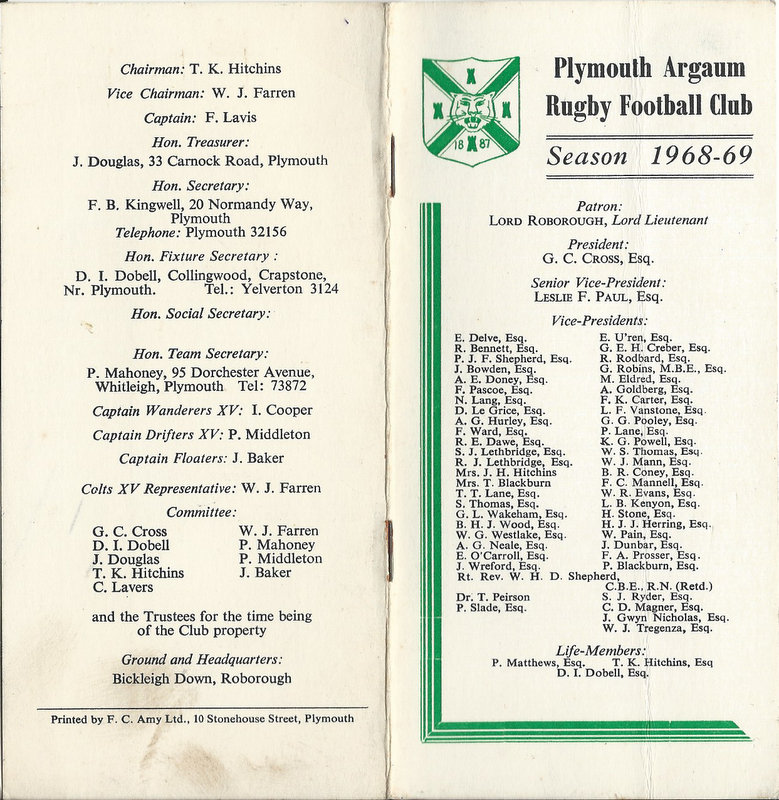 Chairman: T. K. Hitchins
Vice Chairman: W. J. Farren
Captain: F. Lavis
Hon. Treasurer:
J. Douglas, 33 Carnock Road, Plymouth
Hon. Secretary:
F. B. Kingwell, 20 Normandy Way,
Plymouth
Telephone: Plymouth 32156
Hon. Fixture Secretary :
D. I. Dobell, Collingwood, Crapstone,
Nr. Plymouth. Tel.: Yelverton 3124
Hon. Social Secretary:
Hon. Team Secretary:
P. Mahoney, 95 Dorchester Avenue,
Whitleigh, Plymouth Tel: 73872
Captain Wanderers XV: I. Cooper
Captain Drifters XV: P. Middleton
Captain Floaters: J. Baker
Colts XV Representative: W. J. Farren
Committee:
G. C. Cross W. J. Farren
D. I. Dobell P. Mahoney
J. Douglas P. Middleton
T. K. Hitchins J. Baker
C. Lavers
and the Trustees for the time being
of the Club property
Ground and Headquarters:
Bickleigh Down, Roborough
Printed by F. C. Amy Ltd., 10 Stonehouse Street, Plymouth
1887
Plymouth Argaum
Rugby Football Club
Season 1968-69
Patron:
LORD ROBOROUGH, Lord Lieutenant
President:
G. C. CROSS, Esq.
Senior Vice-President:
LESLIE F. PAUL, Esq.
Vice-Presidents:
E. Delve, Esq. E. U'ren, Esq.
R. Bennett, Esq. G. E. H. Creber, Esq.
P. J. F. Shepherd, Esq. R. Rodbard, Esq.
J. Bowden, Esq. G. Robins, M.B.E., Esq.
A. E. Doney, Esq. M. Eldred, Esq.
F. Pascoe, Esq. A. Goldberg, Esq.
N. Lang, Esq. F. K. Carter, Esq.
D. Le Grice, Esq. L. F. Vanstone, Esq.
A. G. Hurley, Esq. G. G. Pooley, Esq.
F. Ward, Esq. P. Lane, Esq.
R. E. Dawe, Esq. K. G. Powell, Esq.
S. J. Lethbridge, Esq. W. S. Thomas, Esq.
R. J. Lethbridge, Esq. W. J. Mann, Esq.
Mrs. J. H. Hitchins B. R. Coney, Esq.
Mrs. T. Blackburn F. C. Mannell, Esq.
T. T. Lane, Esq. W. R. Evans, Esq.
S. Thomas, Esq. L. B. Kenyon, Esq.
G. L. Wakeham, Esq. H. Stone, Esq.
B. H. J. Wood, Esq. H. J. J. Herring, Esq.
W. G. Westlake, Esq. W. Pain, Esq.
A. G. Neale, Esq. J. Dunbar, Esq.
E. O'Carroll, Esq. F. A. Prosser, Esq.
J. Wreford, Esq. P. Blackburn, Esq.
Rt. Rev. W. H. D. Shepherd,
C.B.E., R.N. (Retd.)
Dr. T. Peirson S. J. Ryder, Esq.
P. Slade, Esq. C. D. Magner, Esq.
J. Gwyn Nicholas, Esq.
W. J. Tregenza, Esq.
Life-Members:
P. Matthews, Esq. T. K. Hitchins, Esq
D. I. Dobell, Esq.